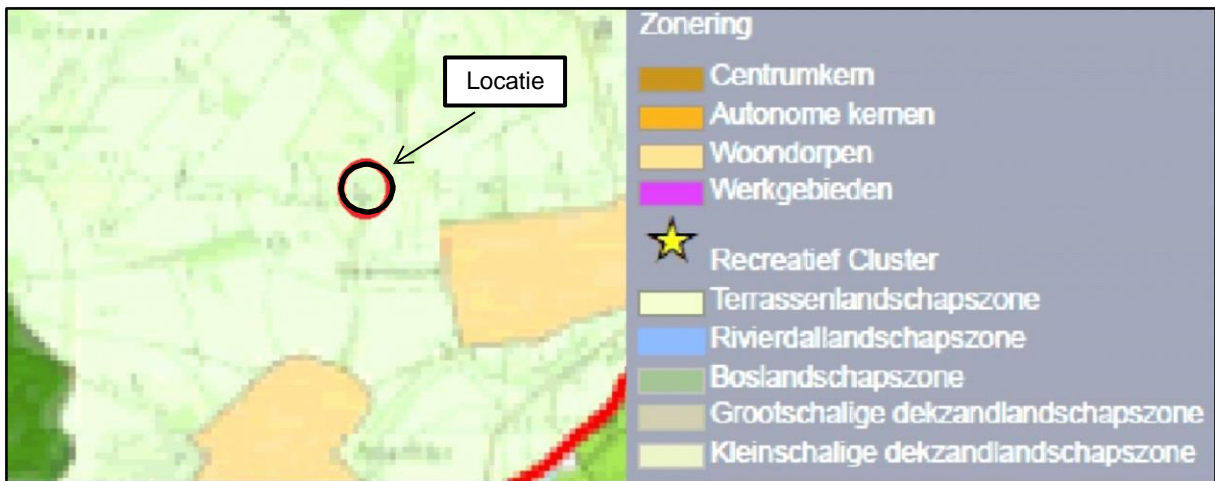 Locatie
Zonering
Centrumkern
Autonome kernen
Woondorpen
Werkgebieden
Recreatief Cluster
Terrassenlandschapszone
Rivierdallandschapszone
Boslandschapszone
Grootschalige dekzandlandschapszone
Kleinschalige dekzandlandschapszone